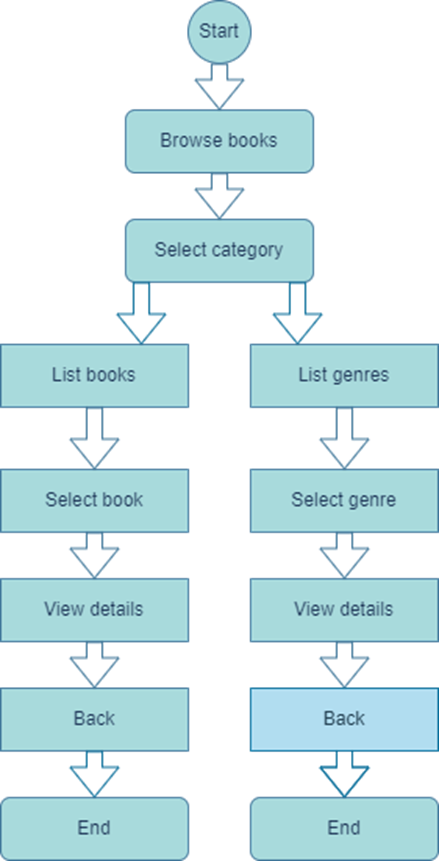 Start
Browse books
Select category
List books
List genres
Select book
Select genre
View details
View details
Back
Back
End
End